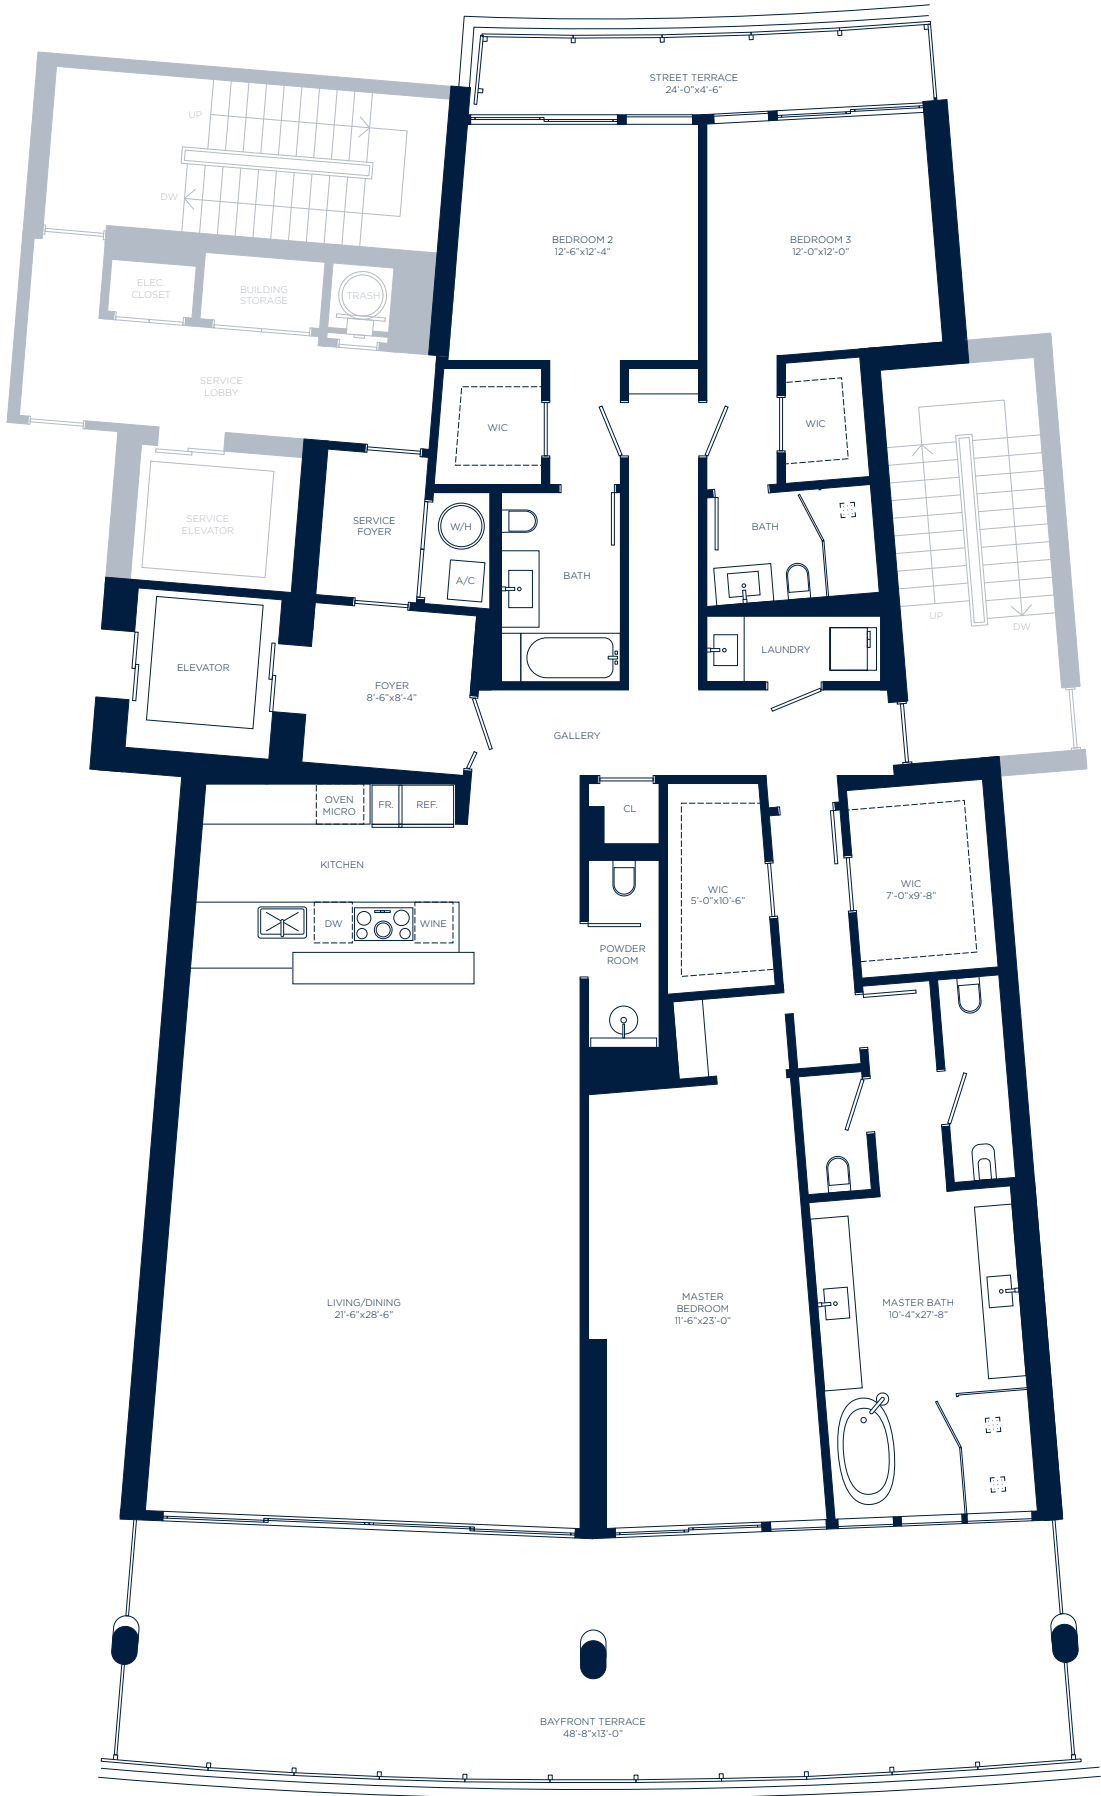 STREET TERRACE
24'-0"x4'-6"
UP
DW
BEDROOM 2
12'-6"x12'-4"
BEDROOM 3
12'-0"x12'-0"
ELEC.
CLOSET
BUILDING
STORAGE
TRASH
SERVICE
LOBBY
WIC
WIC
SERVICE
ELEVATOR
SERVICE
FOYER
W/H
A/C
BATH
BATH
UP
DW
ELEVATOR
FOYER
8'-6"x8'-4"
LAUNDRY
GALLERY
OVEN
MICRO
FR.
REF.
CL
KITCHEN
WIC
5'-0"x10'-6"
WIC
7'-0"x9'-8"
DW
WINE
POWDER
ROOM
LIVING/DINING
21'-6"x28'-6"
MASTER
BEDROOM
11'-6"x23'-0"
MASTER BATH
10'-4"x27'-8"
BAYFRONT TERRACE
48'-8"x13'-0"